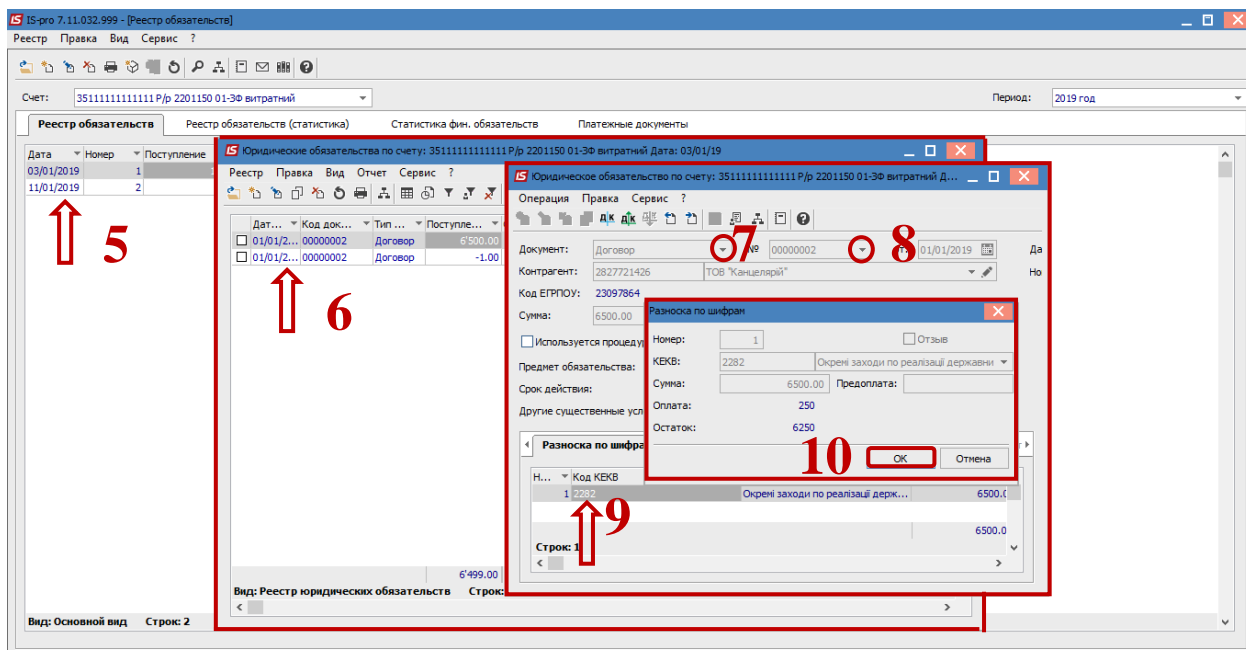 IS-pro 7.11.032.999 - [Реестр обязательств]
Реестр Правка Вид Сервис ?
Счет: 35111111111111 Р/р 2201150 01-ЗФ витратний Период: 2019 год
Реестр обязательств Реестр обязательств (статистика) Статистика фин. обязательств Платежные документы
Дата Номер Поступление
03/01/2019 1
11/01/2019 2
5
Вид: Основной вид Строк: 2
Юридические обязательства по счету: 35111111111111 Р/р 2201150 01-ЗФ витратний Дата: 03/01/19
Реестр Правка Вид Отчет Сервис ?
Дат... Код док... Тип ... Поступле...
01/01/2... 00000002 Договор 6'500.00
01/01/2... 00000002 Договор -1.00
6
6'499.00
Вид: Реестр юридических обязательств Строк:
Юридическое обязательство по счету: 35111111111111 Р/р 2201150 01-ЗФ витратний Д...
Операция Правка Сервис ?
7 8
Документ: Договор № 00000002 01/01/2019 Да
Контрагент: 2827721426 ТОВ "Канцелярій" Но
Код ЕГРПОУ: 23097864
Сумма: 6500.00
Используется процеду
Предмет обязательства:
Срок действия:
Другие существенные усл
Разноска по шифра
Н... Код КЕКВ
1 2282 Окремі заходи по реалізації держ... 6500.0
9
6500.0
Строк: 1
Разноска по шифрам
Номер: 1 Отзыв
КЕКВ: 2282 Окремі заходи по реалізації державни
Сумма: 6500.00 Предоплата:
Оплата: 250
Остаток: 6250
10 ОК Отмена